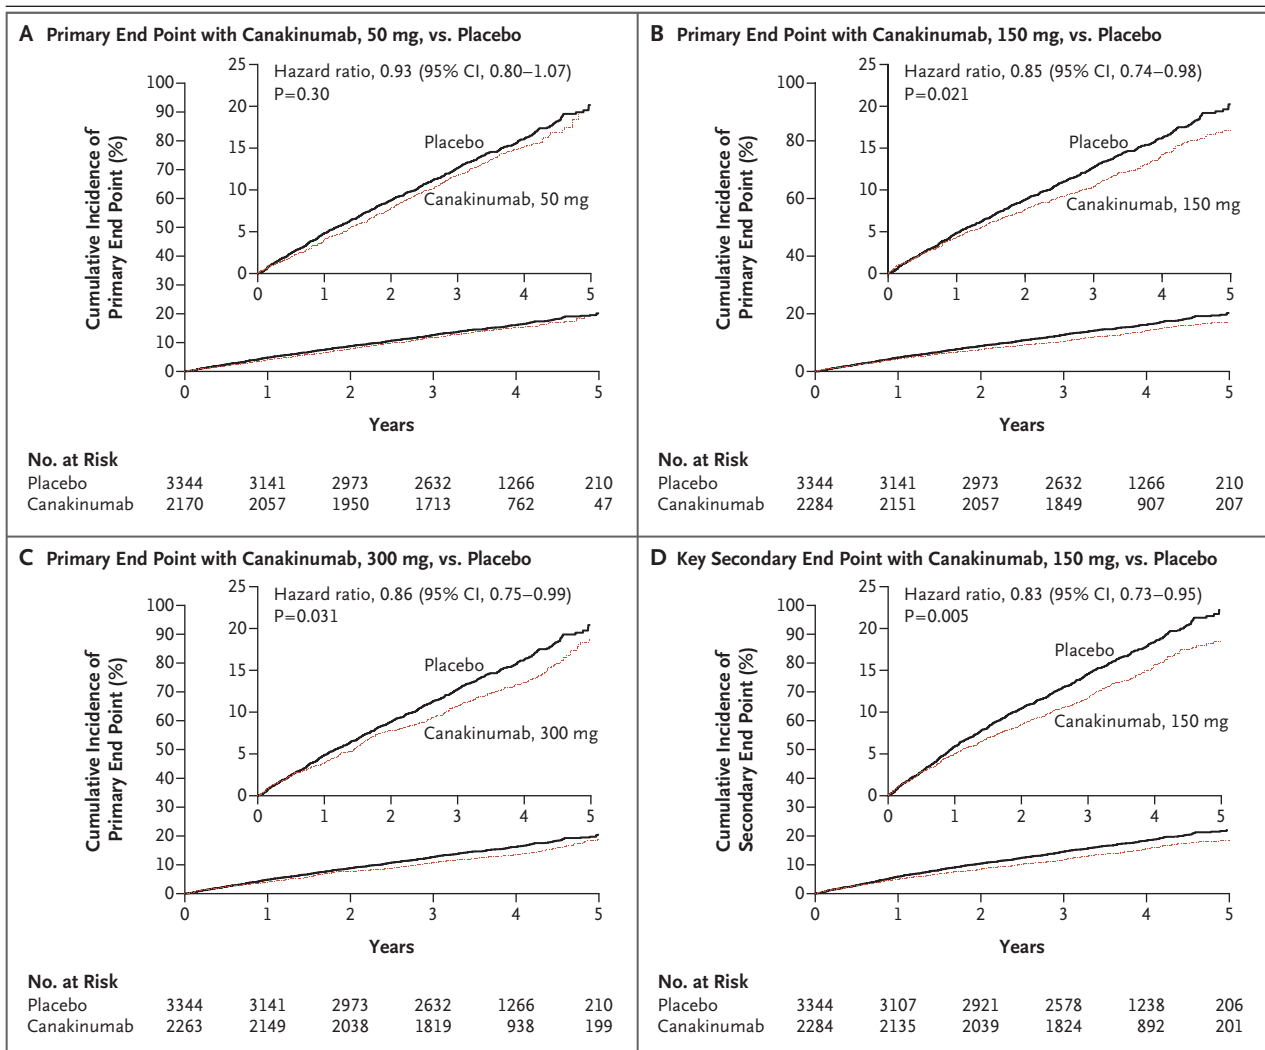 A Primary End Point with Canakinumab, 50 mg, vs. Placebo
Cumulative Incidence of
Primary End Point (%)
100
90
80
70
60
50
40
30
20
10
0
25
20
15
10
5
0
Hazard ratio, 0.93 (95% CI, 0.80–1.07)
P=0.30
Placebo
Canakinumab, 50 mg
0 1 2 3 4 5
0 1 2 3 4 5
Years
No. at Risk
Placebo 3344 3141 2973 2632 1266 210
Canakinumab 2170 2057 1950 1713 762 47
B Primary End Point with Canakinumab, 150 mg, vs. Placebo
Cumulative Incidence of
Primary End Point (%)
100
80
60
40
20
0
25
20
15
10
5
0
Hazard ratio, 0.85 (95% CI, 0.74–0.98)
P=0.021
Placebo
Canakinumab, 150 mg
0 1 2 3 4 5
0 1 2 3 4 5
Years
No. at Risk
Placebo 3344 3141 2973 2632 1266 210
Canakinumab 2284 2151 2057 1849 907 207
C Primary End Point with Canakinumab, 300 mg, vs. Placebo
Cumulative Incidence of
Primary End Point (%)
100
90
80
70
60
50
40
30
20
10
0
25
20
15
10
5
0
Hazard ratio, 0.86 (95% CI, 0.75–0.99)
P=0.031
Placebo
Canakinumab, 300 mg
0 1 2 3 4 5
0 1 2 3 4 5
Years
No. at Risk
Placebo 3344 3141 2973 2632 1266 210
Canakinumab 2263 2149 2038 1819 938 199
D Key Secondary End Point with Canakinumab, 150 mg, vs. Placebo
Cumulative Incidence of
Secondary End Point (%)
100
90
80
70
60
50
40
30
20
10
0
25
20
15
10
5
0
Hazard ratio, 0.83 (95% CI, 0.73–0.95)
P=0.005
Placebo
Canakinumab, 150 mg
0 1 2 3 4 5
0 1 2 3 4 5
Years
No. at Risk
Placebo 3344 3107 2921 2578 1238 206
Canakinumab 2284 2135 2039 1824 892 201